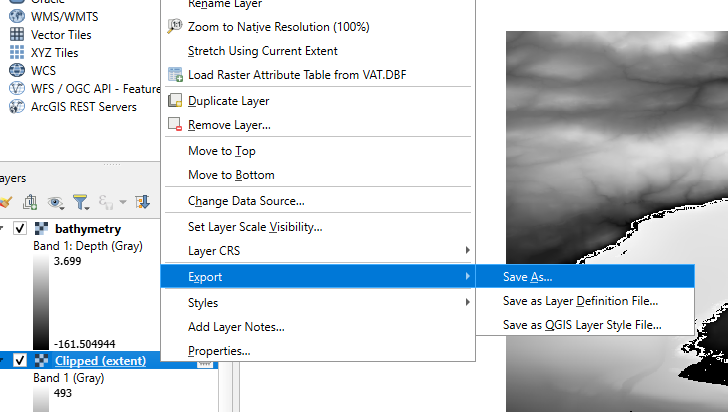 Oracle
WMS/WMTS
Vector Tiles
XYZ Tiles
WCS
WFS / OGC API - Feature
ArcGIS REST Servers
ayers
bathymetry
Band 1: Depth (Gray)
3.699
-161.504944
Clipped (extent)
Band 1 (Gray)
493
Rename Layer
Zoom to Native Resolution (100%)
Stretch Using Current Extent
Load Raster Attribute Table from VAT.DBF
Duplicate Layer
Remove Layer...
Move to Top
Move to Bottom
Change Data Source...
Set Layer Scale Visibility...
Layer CRS
Export
Styles
Add Layer Notes...
Properties...
Save As...
Save as Layer Definition File...
Save as QGIS Layer Style File...